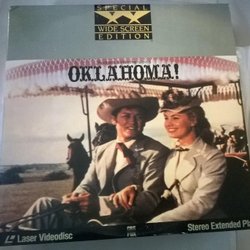 SPECIAL
WIDE SCREEN
EDITION
OKLAHOMA!
Laser Videodisc
Stereo Extended Pl